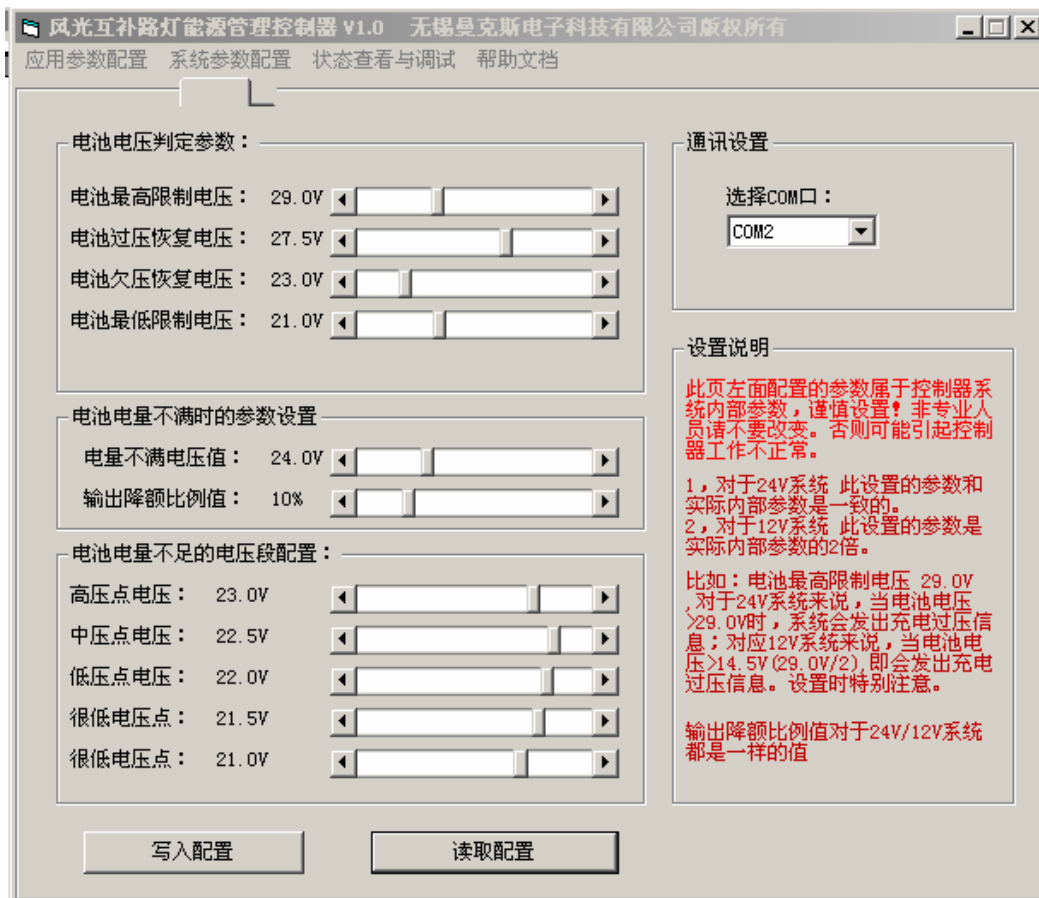 风光互补路灯能源管理控制器 V1.0 无锡曼克斯电子科技有限公司版权所有
应用参数配置 系统参数配置 状态查看与调试 帮助文档
电池电压判定参数：
电池最高限制电压： 29.0V
电池过压恢复电压： 27.5V
电池欠压恢复电压： 23.0V
电池最低限制电压： 21.0V
电池电量不满时的参数设置
电量不满电压值： 24.0V
输出降额比例值： 10%
电池电量不足的电压段配置：
高压点电压： 23.0V
中压点电压： 22.5V
低压点电压： 22.0V
很低电压点： 21.5V
很低电压点： 21.0V
写入配置
读取配置
通讯设置
选择COM口：
COM2
设置说明
此页左面配置的参数属于控制器系
统内部参数，谨慎设置！非专业人
员请不要改变。否则可能引起控制
器工作不正常。
1，对于24V系统 此设置的参数和
实际内部参数是一致的。
2，对于12V系统 此设置的参数是
实际内部参数的2倍。
比如：电池最高限制电压 29.0V
,对于24V系统来说，当电池电压
>29.0V时，系统会发出充电过压信
息；对应12V系统来说，当电池电
压>14.5V(29.0V/2),即会发出充电
过压信息。设置时特别注意。
输出降额比例值对于24V/12V系统
都是一样的值